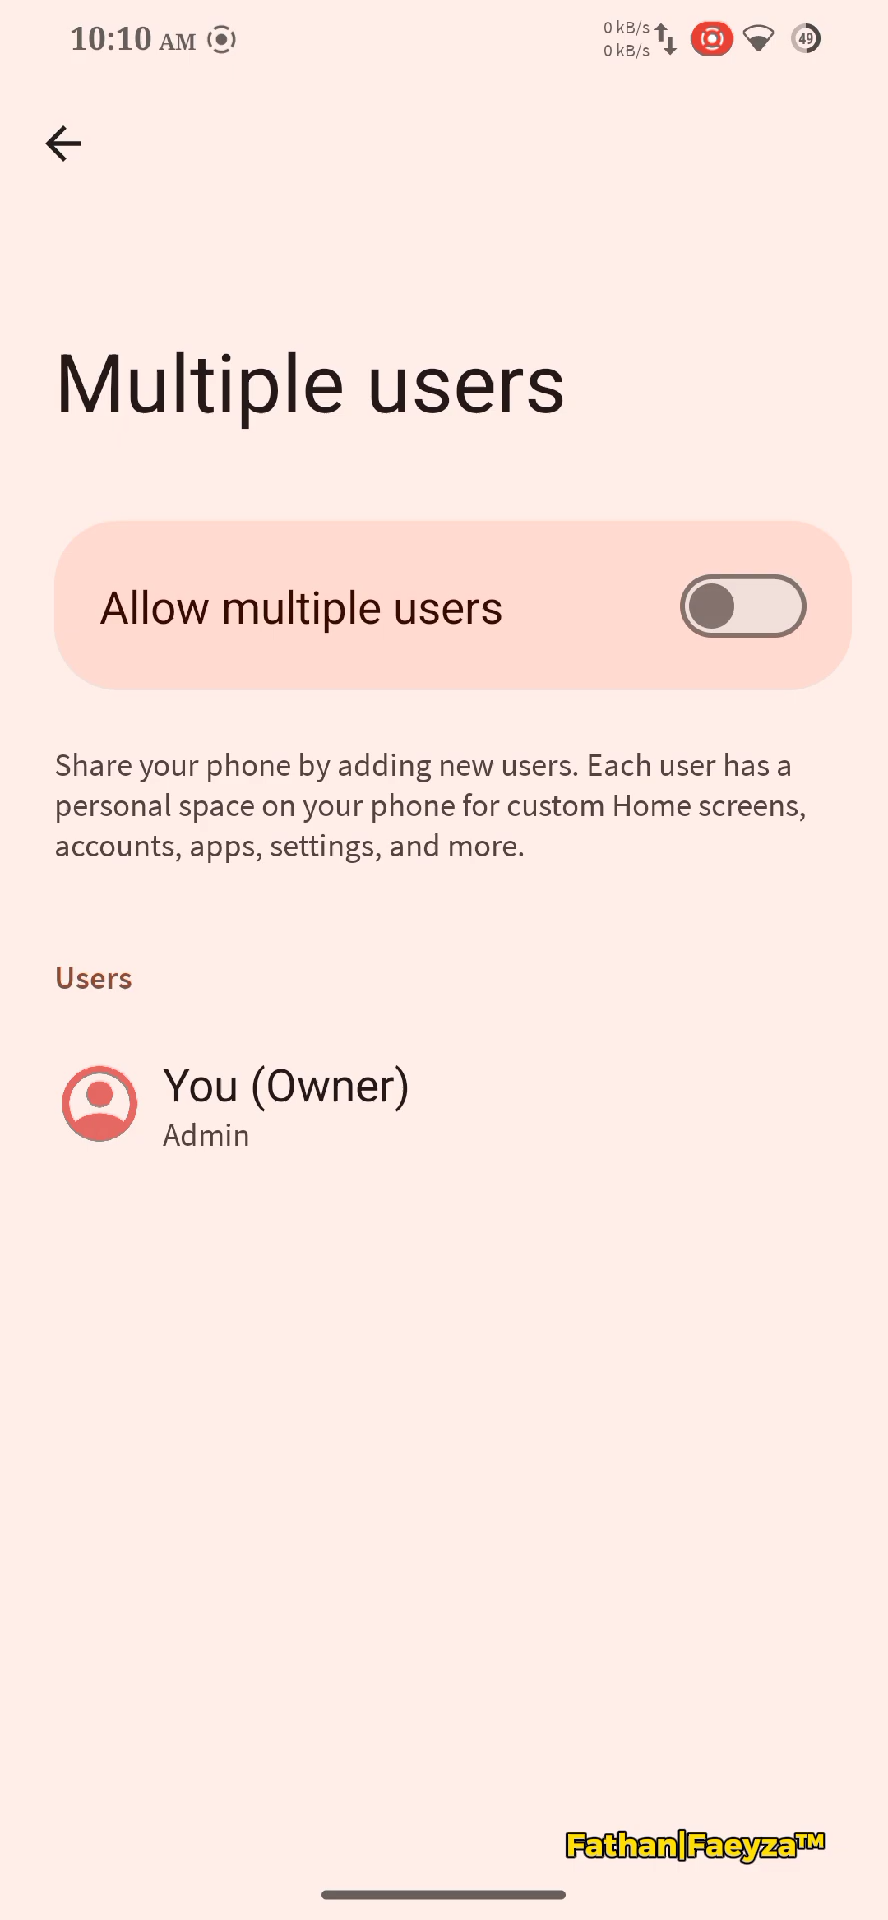 10:10 AM
0 kB/s
0 kB/s
49
Multiple users
Allow multiple users
Share your phone by adding new users. Each user has a
personal space on your phone for custom Home screens,
accounts, apps, settings, and more.
Users
You (Owner)
Admin
Fathan|Faeyza™